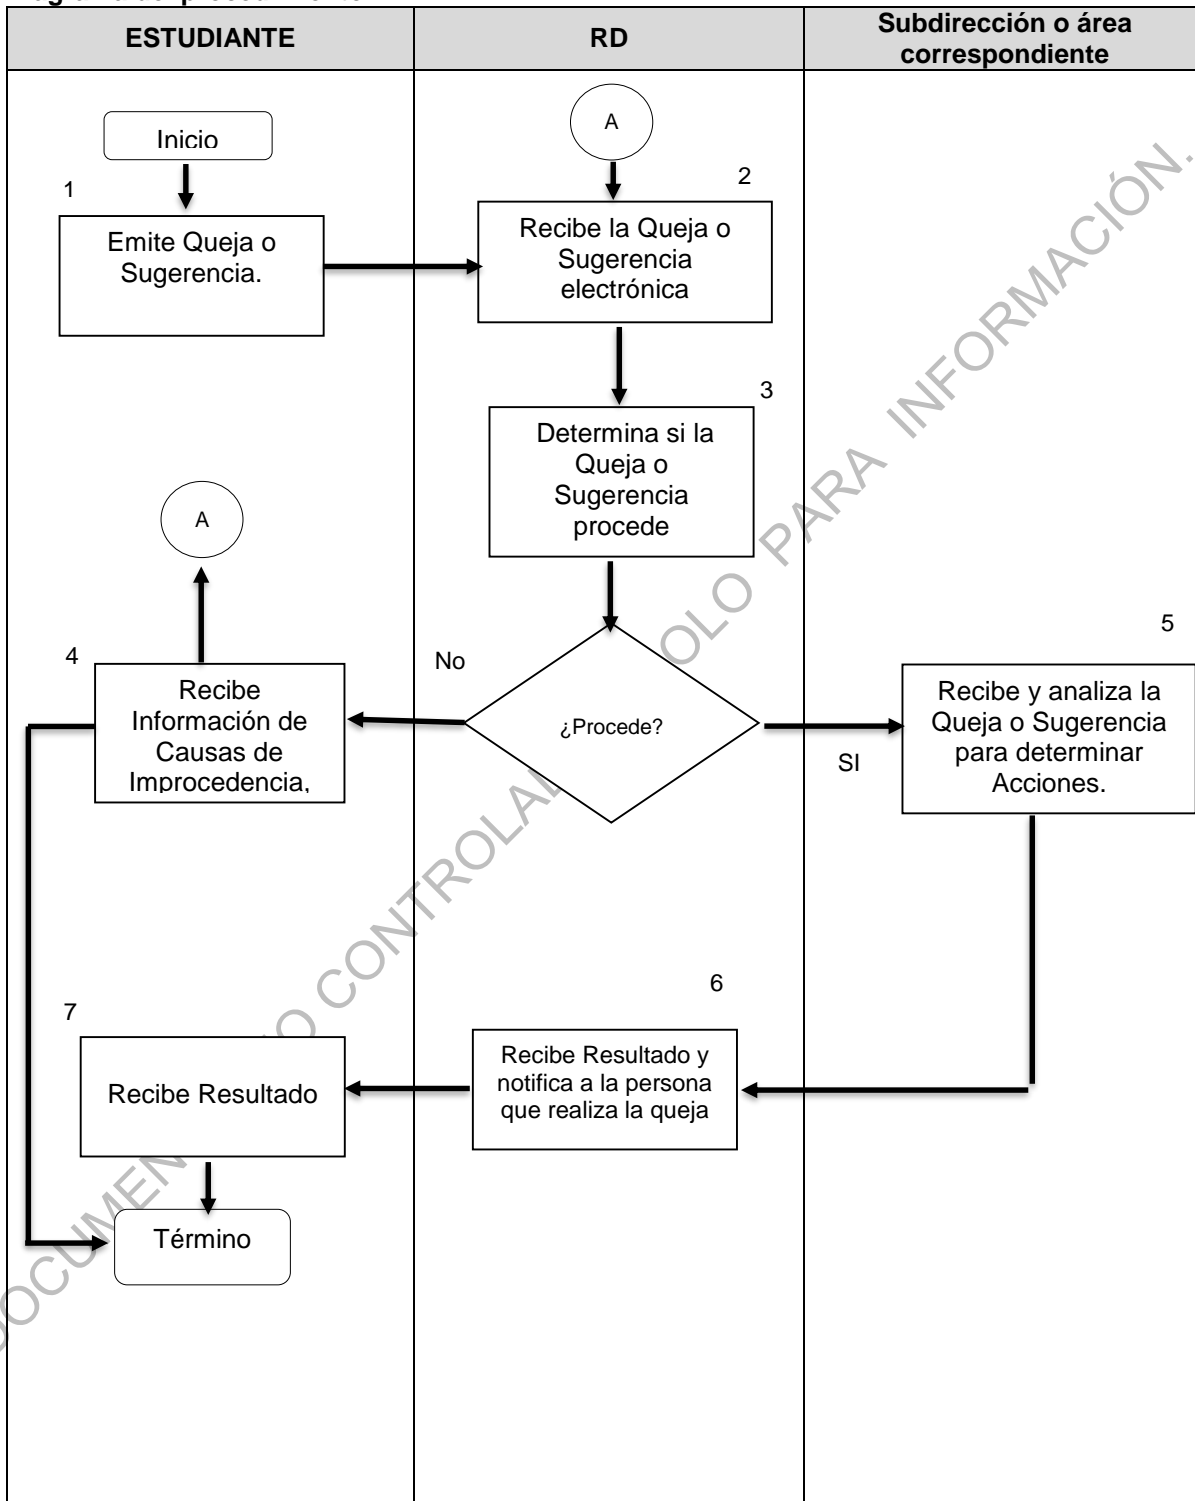 ESTUDIANTE
RD
Subdirección o área
correspondiente
Inicio
A
1
2
Emite Queja o
Sugerencia.
Recibe la Queja o
Sugerencia
electrónica
3
Determina si la
Queja o
Sugerencia
procede
A
4
Recibe
Información de
Causas de
Improcedencia,
No
¿Procede?
SI
5
Recibe y analiza la
Queja o Sugerencia
para determinar
Acciones.
6
Recibe Resultado y
notifica a la persona
que realiza la queja
7
Recibe Resultado
Término